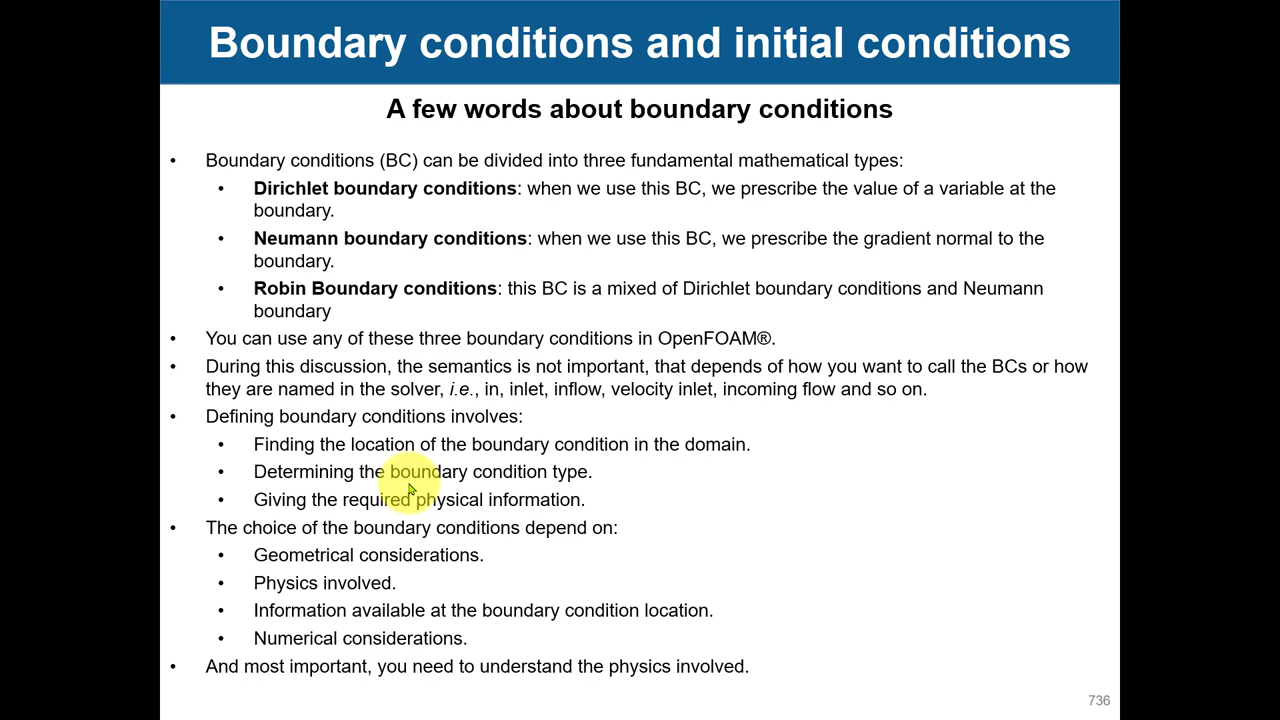 Boundary conditions and initial conditions
A few words about boundary conditions
• Boundary conditions (BC) can be divided into three fundamental mathematical types:
• Dirichlet boundary conditions: when we use this BC, we prescribe the value of a variable at the
boundary.
• Neumann boundary conditions: when we use this BC, we prescribe the gradient normal to the
boundary.
• Robin Boundary conditions: this BC is a mixed of Dirichlet boundary conditions and Neumann
boundary
• You can use any of these three boundary conditions in OpenFOAM®.
• During this discussion, the semantics is not important, that depends of how you want to call the BCs or how
they are named in the solver, i.e., in, inlet, inflow, velocity inlet, incoming flow and so on.
• Defining boundary conditions involves:
• Finding the location of the boundary condition in the domain.
• Determining the boundary condition type.
• Giving the required physical information.
• The choice of the boundary conditions depend on:
• Geometrical considerations.
• Physics involved.
• Information available at the boundary condition location.
• Numerical considerations.
• And most important, you need to understand the physics involved.
736